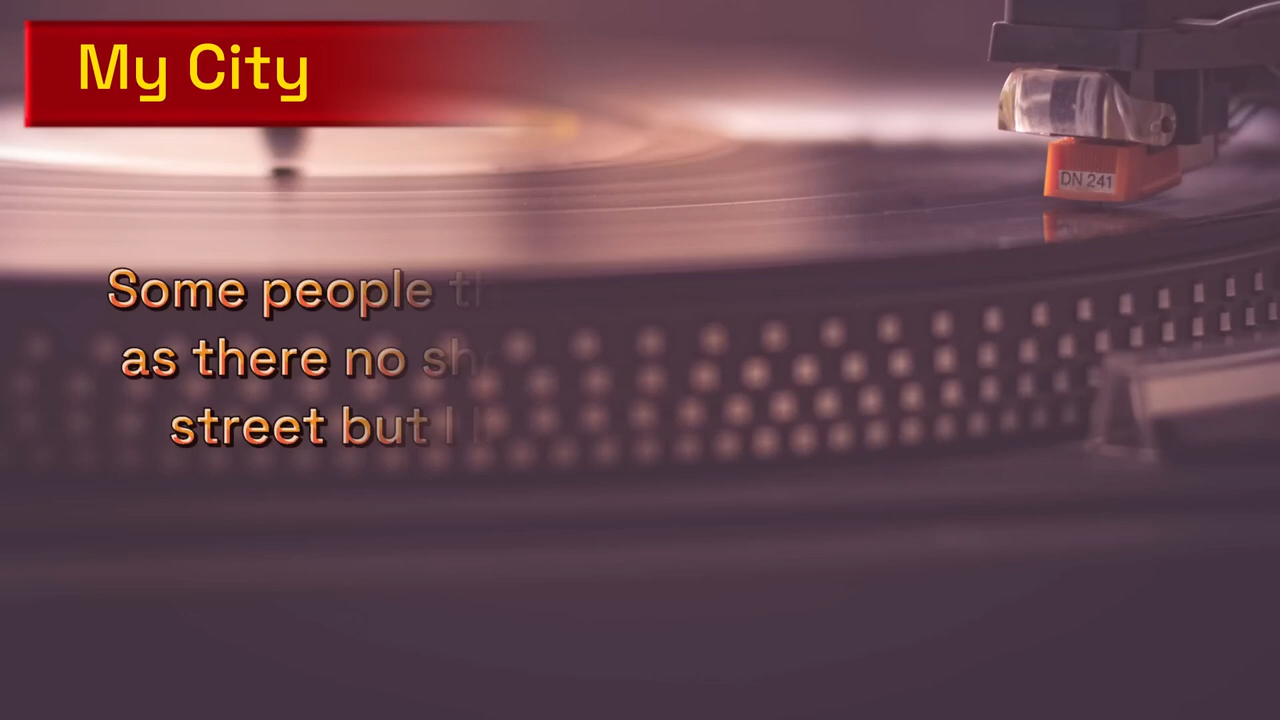 My City
DN 241
Some people
as there no
street but I